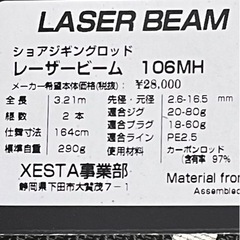 LASER BEAM
ショアジギングロッド
レーザービーム 106MH
メーカー希望本体価格(税抜): ¥28,000
全長 3.21m 先径・元径 2.6-16.5 mm
継数 2本 適合ジグ 20-80g
仕舞寸法 164cm 適合プラグ 18-60g
標準自重 290g 適合ライン PE2.5
使用材料 カーボンロッド
含有率 97%
XESTA事業部
静岡県下田市大賀茂7-1
Material from
Assembled